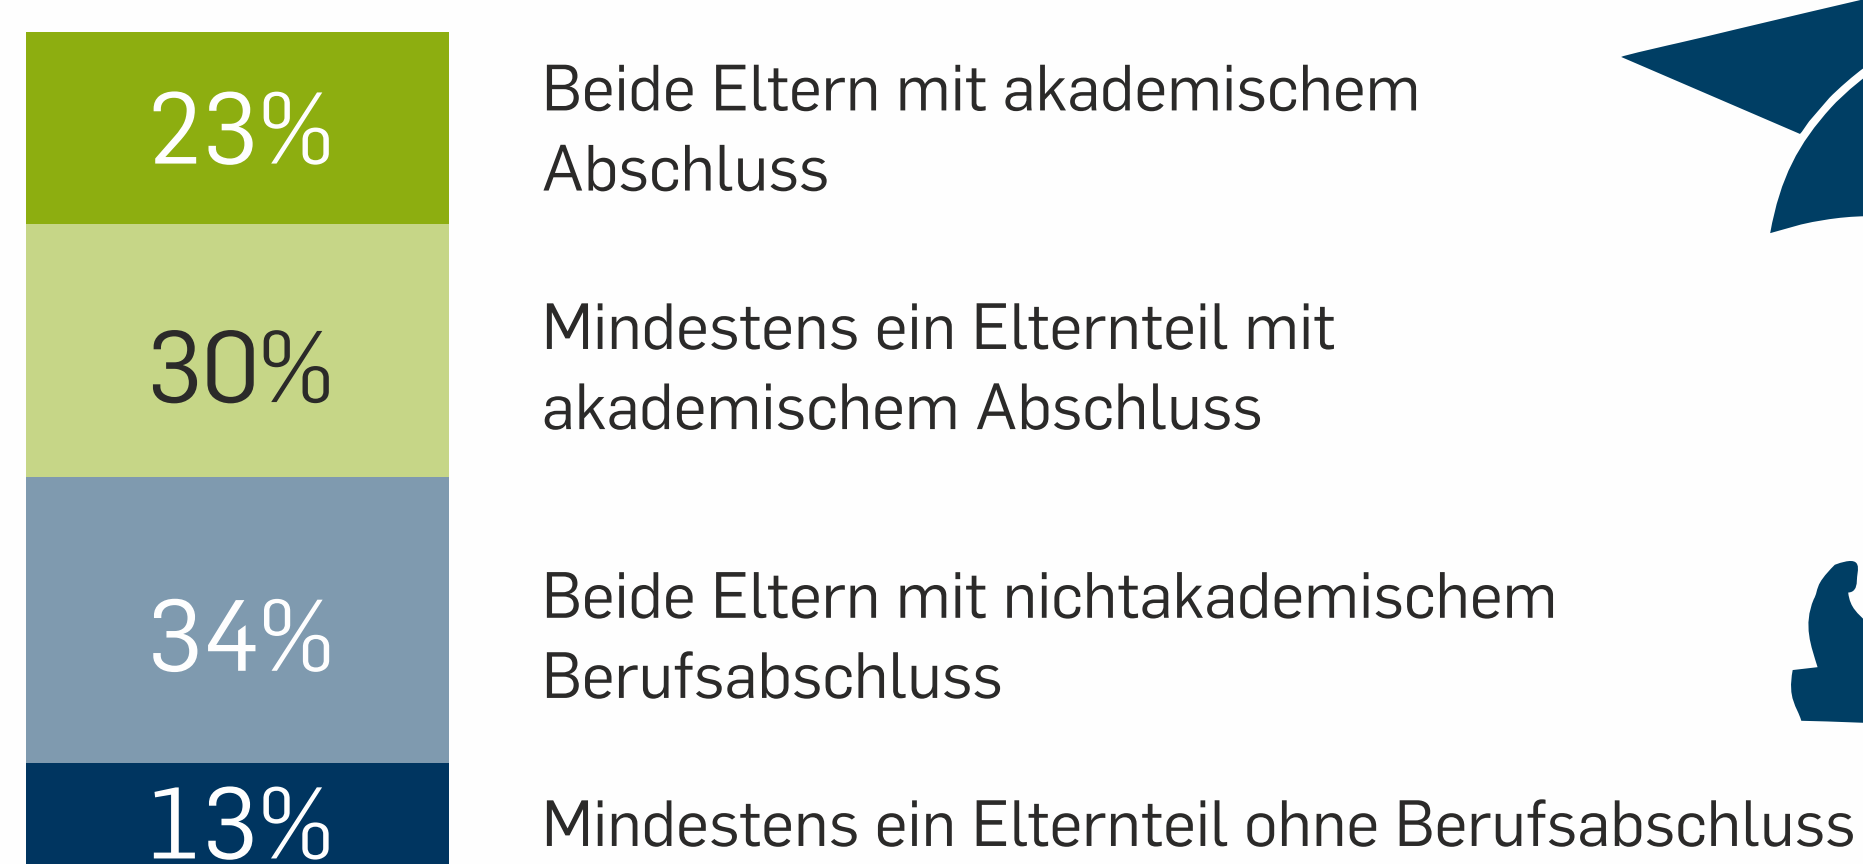 23%
Beide Eltern mit akademischem
Abschluss
30%
Mindestens ein Elternteil mit
akademischem Abschluss
34%
Beide Eltern mit nichtakademischem
Berufsabschluss
13%
Mindestens ein Elternteil ohne Berufsabschluss